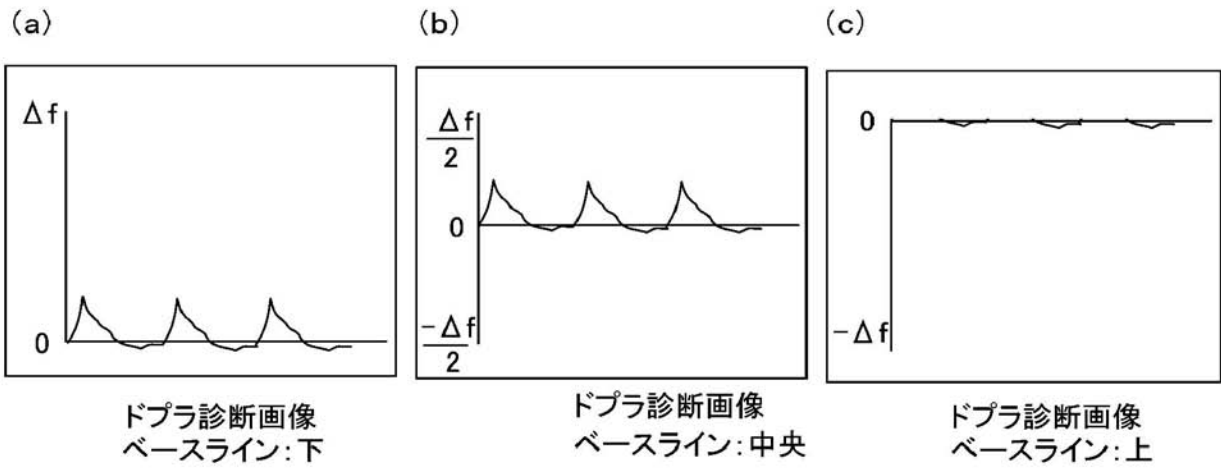 (a)
Δf
0
ドプラ診断画像
ベースライン:下
(b)
Δf
2
0
-Δf
2
ドプラ診断画像
ベースライン:中央
(c)
0
-Δf
ドプラ診断画像
ベースライン:上